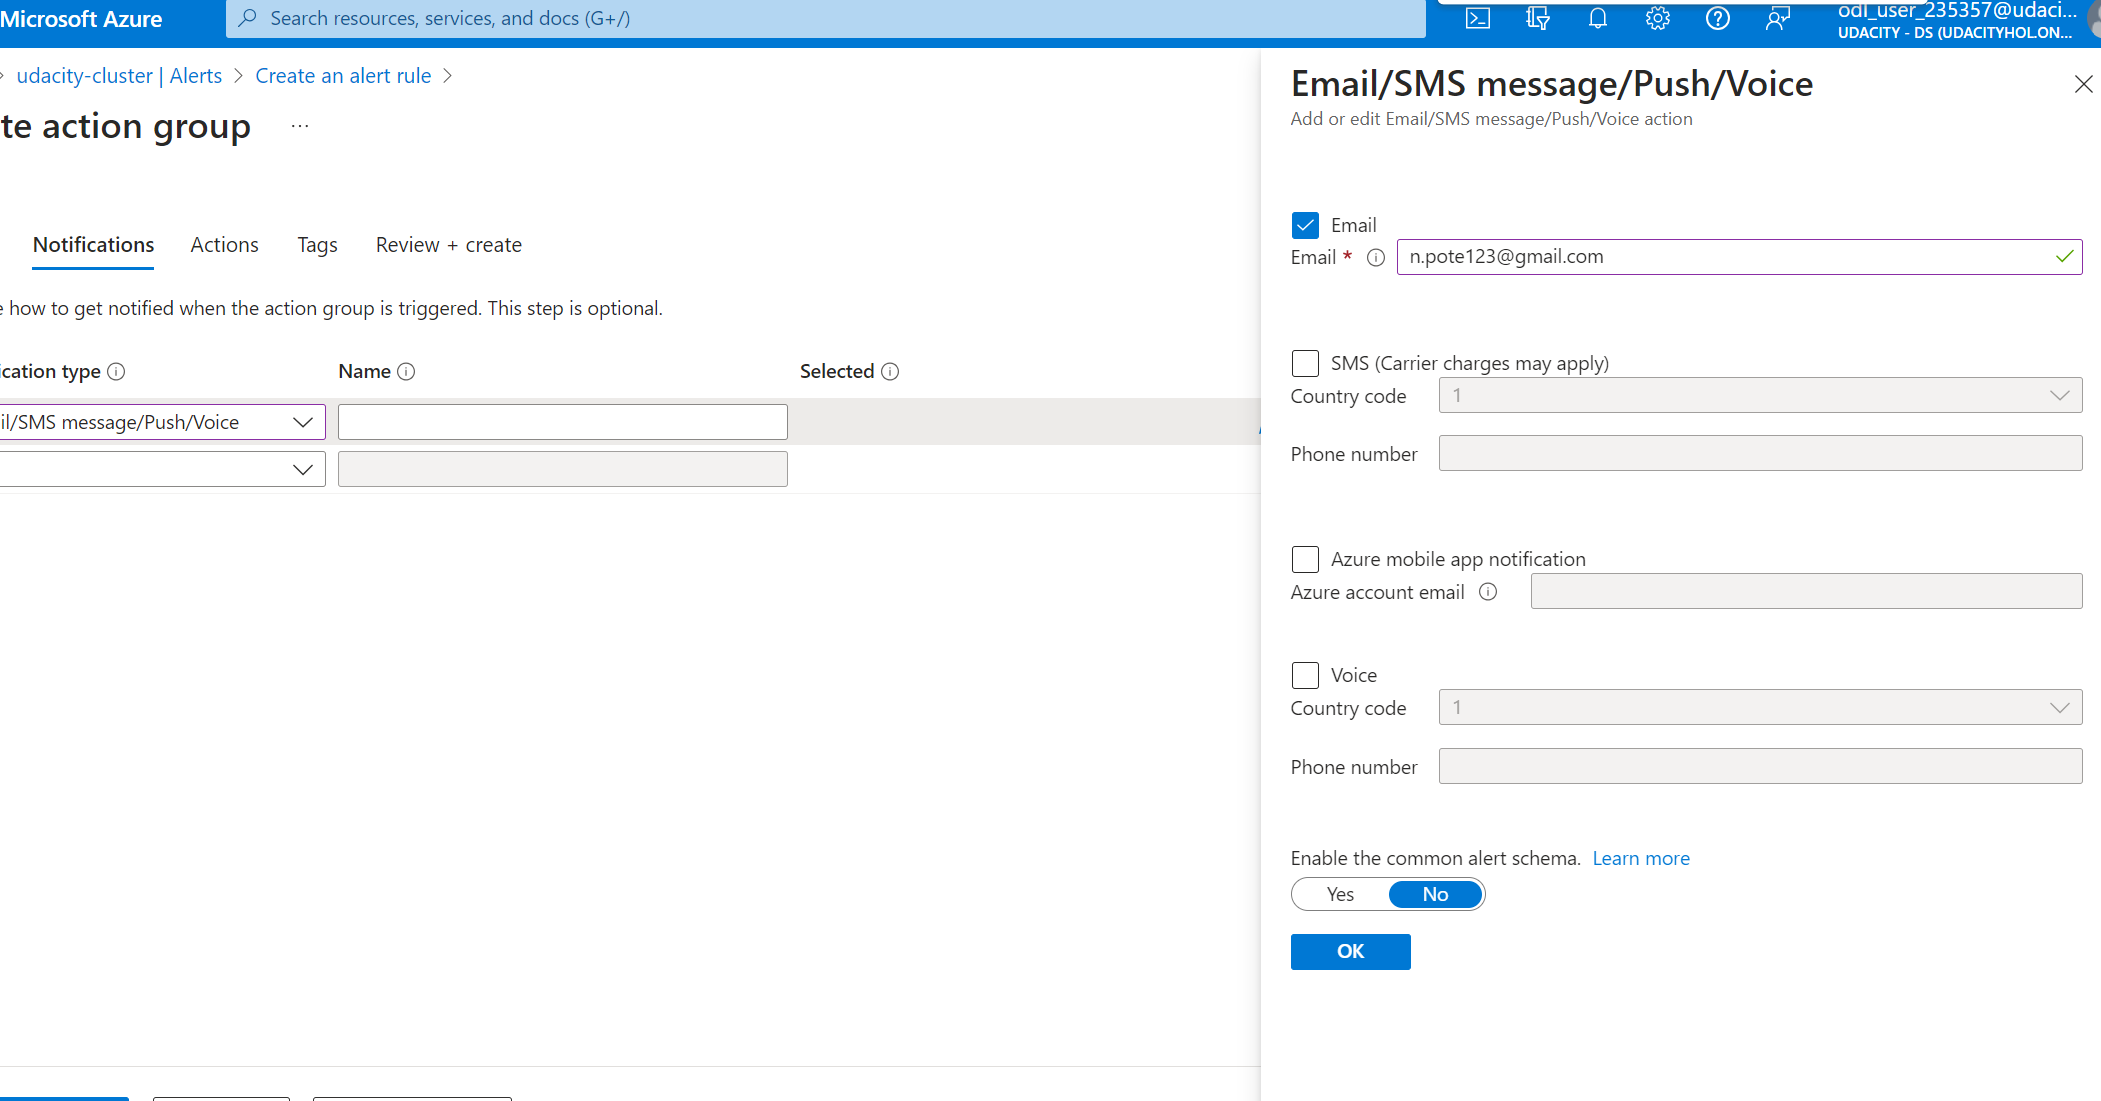 Microsoft Azure
Search resources, services, and docs (G+/)
odl_user_235357@udaci...
UDACITY - DS (UDACITYHOL.ON...
udacity-cluster | Alerts > Create an alert rule >
te action group ...
Notifications Actions Tags Review + create
e how to get notified when the action group is triggered. This step is optional.
ication type Name Selected
il/SMS message/Push/Voice
Email/SMS message/Push/Voice
Add or edit Email/SMS message/Push/Voice action
Email
Email * n.pote123@gmail.com
SMS (Carrier charges may apply)
Country code 1
Phone number
Azure mobile app notification
Azure account email
Voice
Country code 1
Phone number
Enable the common alert schema. Learn more
Yes No
OK